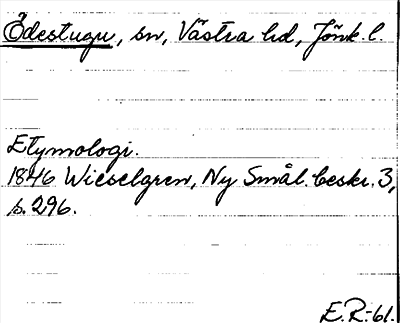 Ödestugu, sn, Västra hd, Jönk. l.
Etymologi.
1846 Wieselgren, Ny Smål. beskr. 3,
s. 296.
E.R.-61.